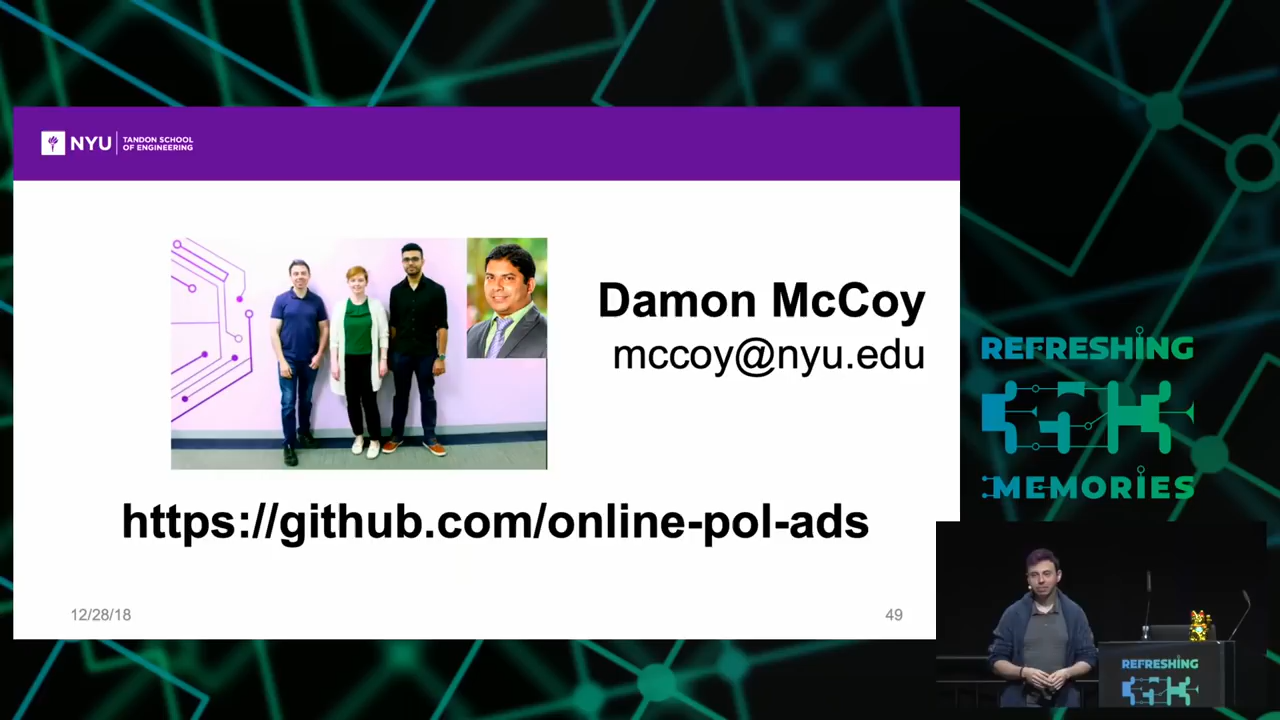 NYU
TANDON SCHOOL
OF ENGINEERING
Damon McCoy
mccoy@nyu.edu
https://github.com/online-pol-ads
12/28/18
49
REFRESHING
35C3
MEMORIES
REFRESHING